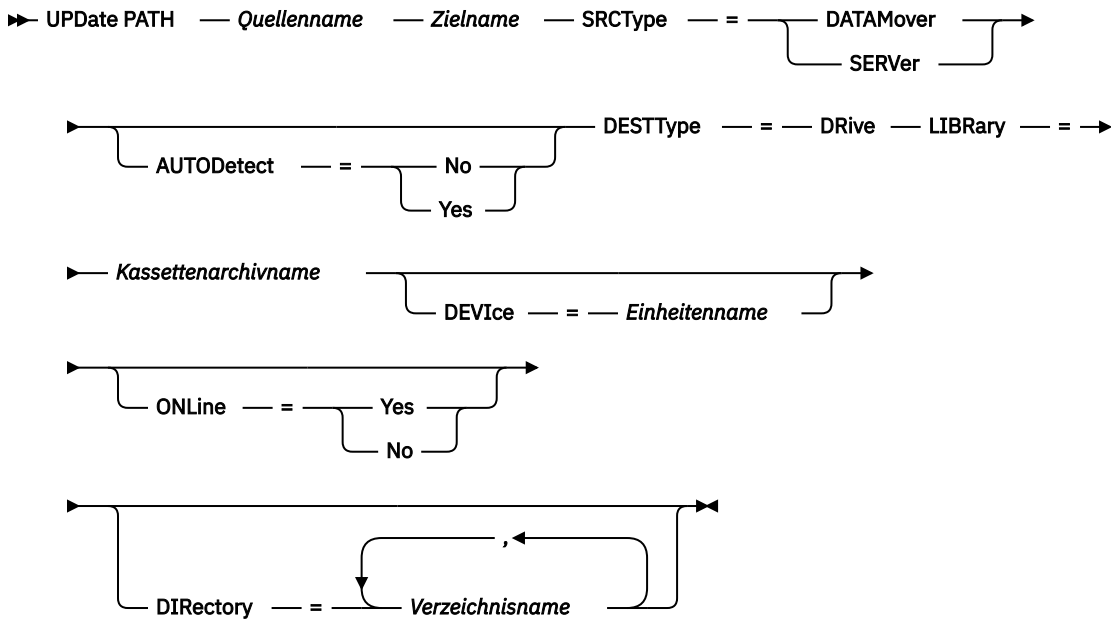 UPDate PATH Quellenname Zielname SRCType = DATAMover
SERVer
DESTType = DRive LIBRary =
AUTODetect = No
Yes
Kassettenarchivname
DEVIce = Einheitenname
ONLine = Yes
No
,
DIRectory = Verzeichnisname